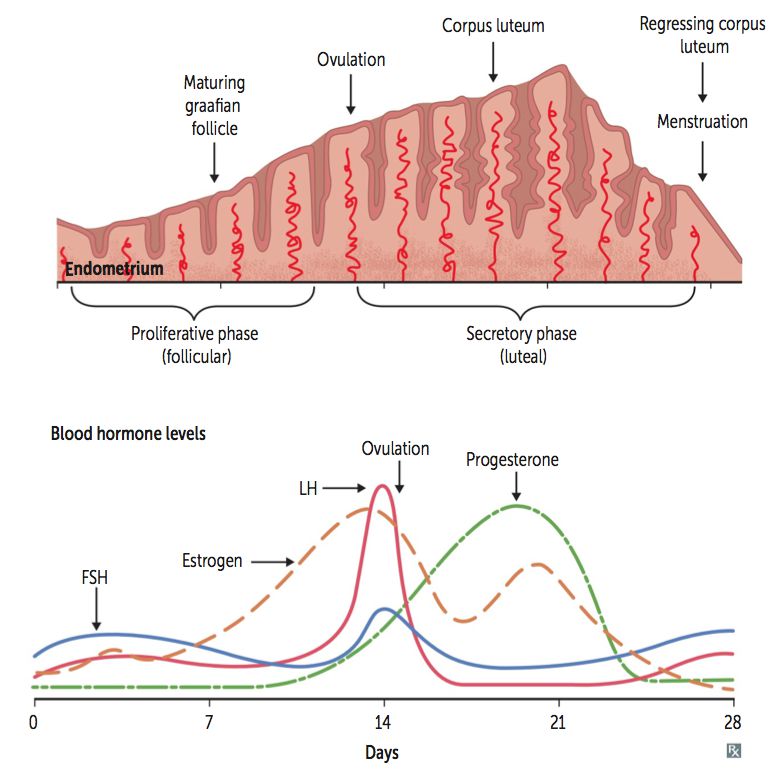 Corpus luteum
Regressing corpus
luteum
Ovulation
Maturing
graafian
follicle
Menstruation
Endometrium
Proliferative phase
(follicular)
Secretory phase
(luteal)
Blood hormone levels
Ovulation
Progesterone
LH
Estrogen
FSH
0 7 14 21 28
Days
Rx